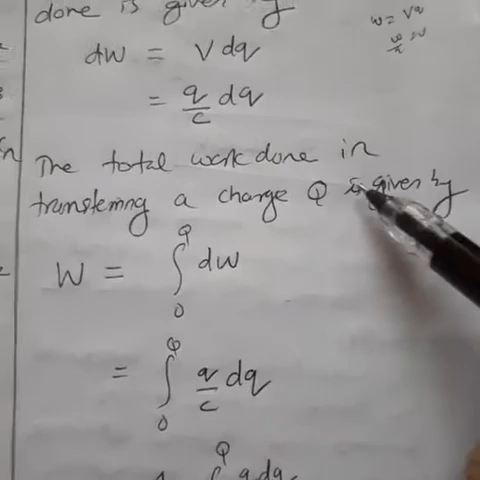 done is given by
w = Vq
dW = V dq
= q/c dq
The total work done in
transferring a charge Q is given by
W = ∫₀^Q dW
= ∫₀^Q q/c dq
∫^Q q dq